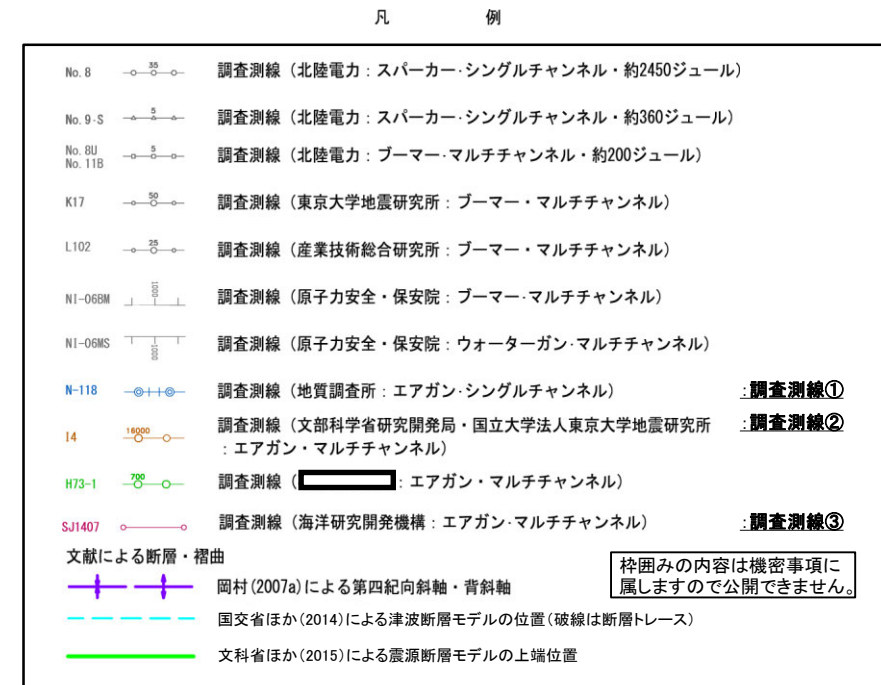 凡　例
No. 8 35 調査測線（北陸電力：スパーカー・シングルチャンネル・約2450ジュール）
No. 9-S 5 調査測線（北陸電力：スパーカー・シングルチャンネル・約360ジュール）
No. 8U
No. 11B 5 調査測線（北陸電力：ブーマー・マルチチャンネル・約200ジュール）
K17 50 調査測線（東京大学地震研究所：ブーマー・マルチチャンネル）
L102 25 調査測線（産業技術総合研究所：ブーマー・マルチチャンネル）
NI-06BM 1000 調査測線（原子力安全・保安院：ブーマー・マルチチャンネル）
NI-06MS 1000 調査測線（原子力安全・保安院：ウォーターガン・マルチチャンネル）
N-118 調査測線（地質調査所：エアガン・シングルチャンネル） :調査測線①
I4 16000 調査測線（文部科学省研究開発局・国立大学法人東京大学地震研究所 :調査測線②
：エアガン・マルチチャンネル）
H73-1 700 調査測線（ ：エアガン・マルチチャンネル）
SJ1407 調査測線（海洋研究開発機構：エアガン・マルチチャンネル） :調査測線③
文献による断層・褶曲
枠囲みの内容は機密事項に
属しますので公開できません。
岡村(2007a)による第四紀向斜軸・背斜軸
国交省ほか(2014)による津波断層モデルの位置(破線は断層トレース)
文科省ほか(2015)による震源断層モデルの上端位置